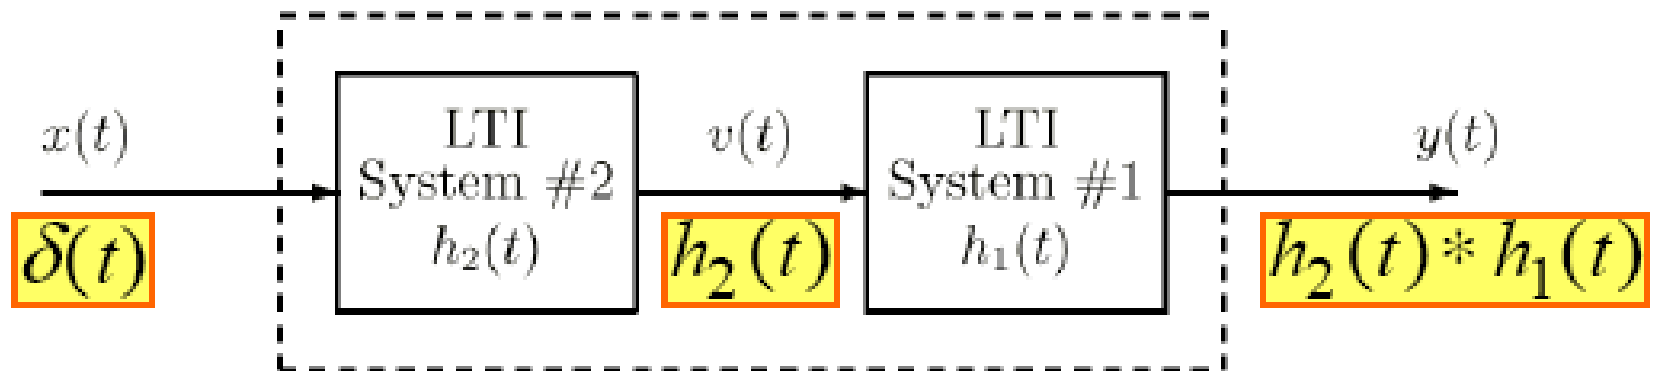 x(t)
δ(t)
LTI
System #2
h₂(t)
v(t)
h₂(t)
LTI
System #1
h₁(t)
y(t)
h₂(t) * h₁(t)